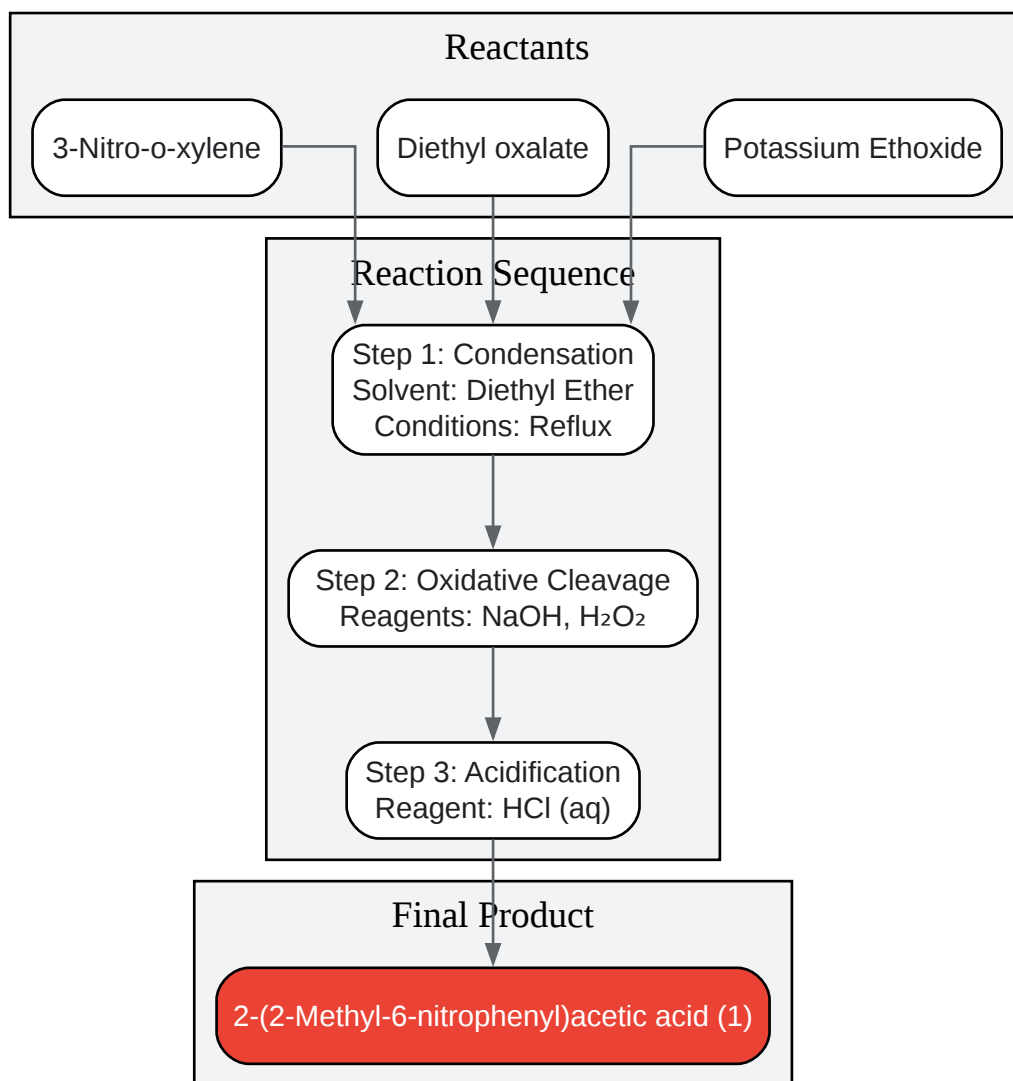 Reactants
3-Nitro-o-xylene
Diethyl oxalate
Potassium Ethoxide
Reaction Sequence
Step 1: Condensation
Solvent: Diethyl Ether
Conditions: Reflux
Step 2: Oxidative Cleavage
Reagents: NaOH, H₂O₂
Step 3: Acidification
Reagent: HCl (aq)
Final Product
2-(2-Methyl-6-nitrophenyl)acetic acid (1)